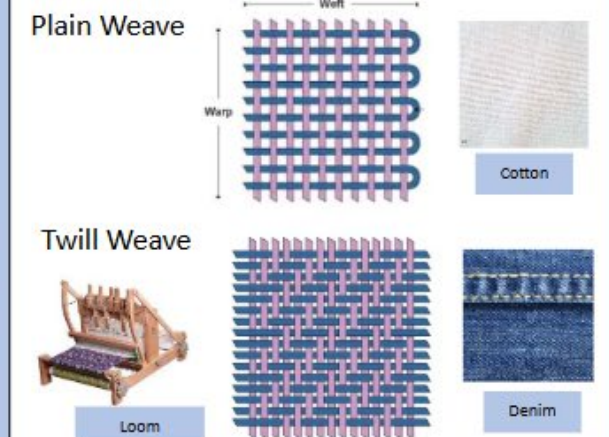 Weft
Plain Weave
Warp
Cotton
Twill Weave
Loom
Denim